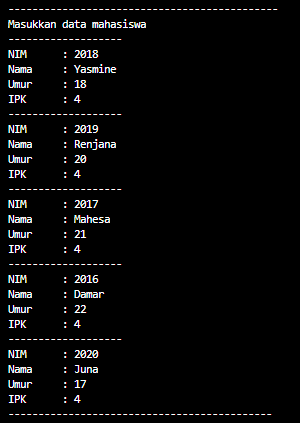 ---------------------------------------------
Masukkan data mahasiswa
-------------------
NIM      : 2018
Nama     : Yasmine
Umur     : 18
IPK      : 4
-------------------
NIM      : 2019
Nama     : Renjana
Umur     : 20
IPK      : 4
-------------------
NIM      : 2017
Nama     : Mahesa
Umur     : 21
IPK      : 4
-------------------
NIM      : 2016
Nama     : Damar
Umur     : 22
IPK      : 4
-------------------
NIM      : 2020
Nama     : Juna
Umur     : 17
IPK      : 4
--------------------------------------------